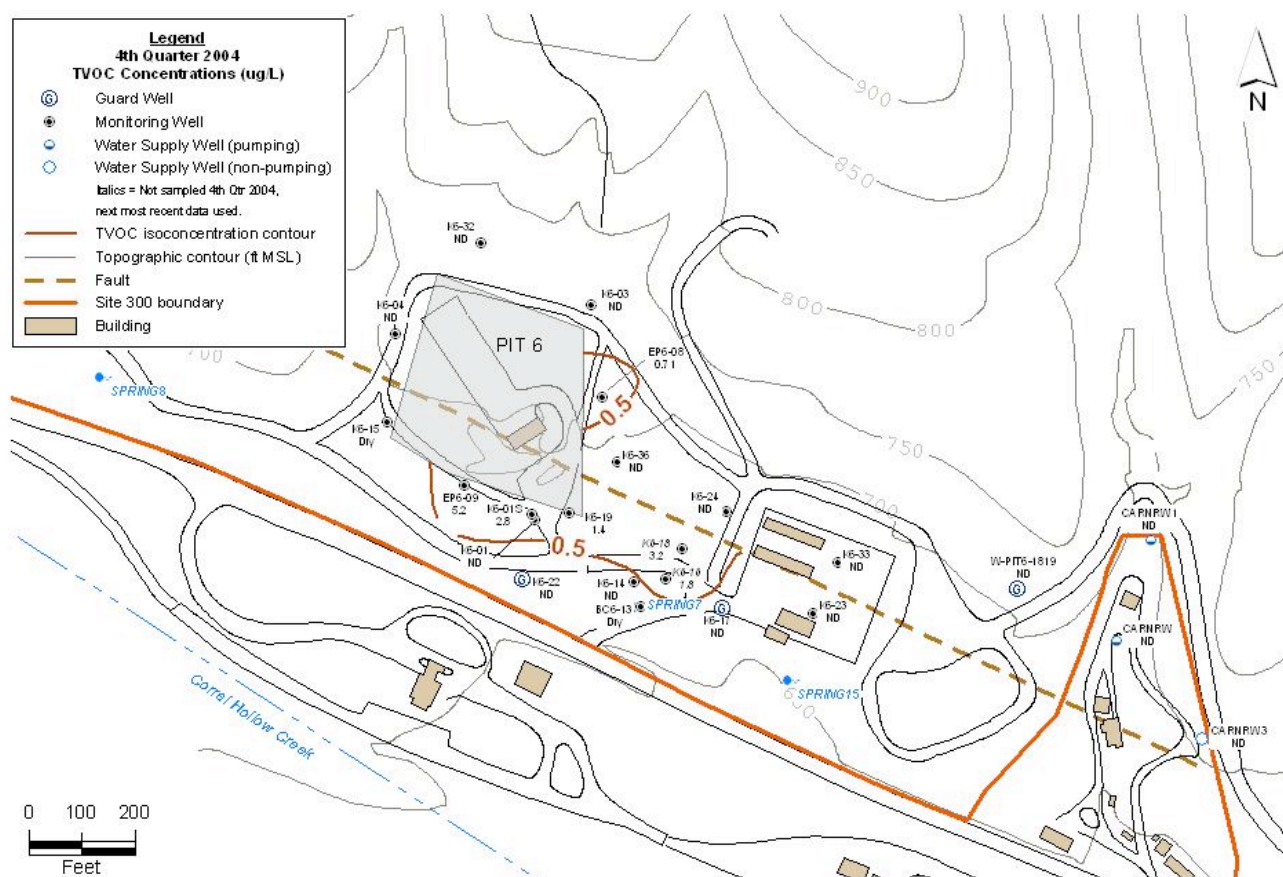 Legend
4th Quarter 2004
TVOC Concentrations (ug/L)
G Guard Well
Monitoring Well
Water Supply Well (pumping)
Water Supply Well (non-pumping)
Italics = Not sampled 4th Qtr 2004,
next most recent data used.
TVOC isoconcentration contour
Topographic contour (ft MSL)
Fault
Site 300 boundary
Building
N
900
850
800
800
750
750
700
700
650
K6-32
ND
K6-04
ND
K6-03
ND
PIT 6
EP6-08
0.71
0.5
SPRING8
K6-15
Dry
K6-36
ND
EP6-09
5.2
K6-01S
2.8
K6-19
1.4
K6-24
ND
K6-01
ND
0.5
K6-18
3.2
K6-33
ND
CARNRW1
ND
W-PIT6-1819
ND
G
G
K6-22
ND
K6-14
ND
1.8
BC6-13
Dry
SPRING7
G
K6-17
ND
K6-23
ND
CARNRW
ND
SPRING15
CARNRW3
ND
Corral Hollow Creek
0 100 200
Feet